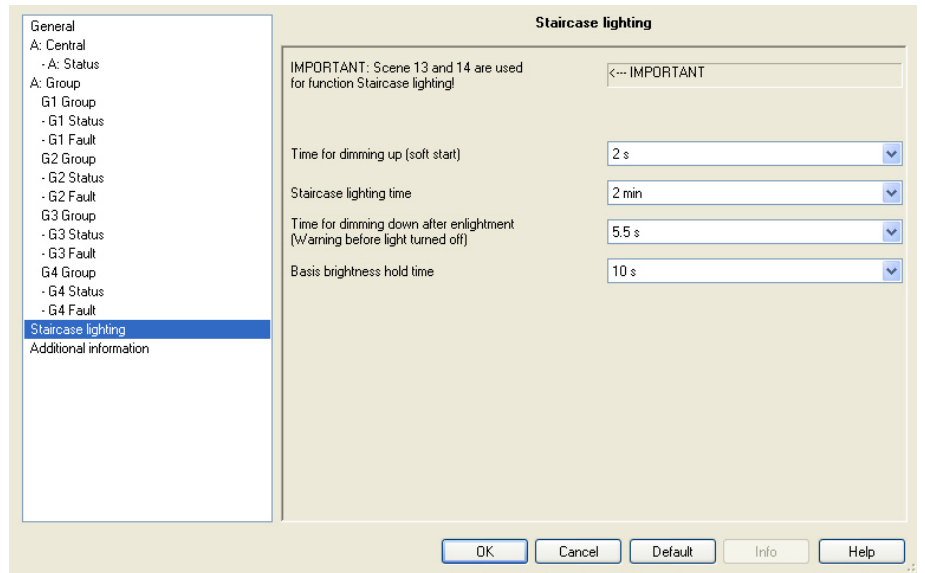 General
A: Central
- A: Status
A: Group
G1 Group
- G1 Status
- G1 Fault
G2 Group
- G2 Status
- G2 Fault
G3 Group
- G3 Status
- G3 Fault
G4 Group
- G4 Status
- G4 Fault
Staircase lighting
Additional information
Staircase lighting
IMPORTANT: Scene 13 and 14 are used
for function Staircase lighting!
<--- IMPORTANT
Time for dimming up (soft start)
2 s
Staircase lighting time
2 min
Time for dimming down after enlightment
(Warning before light turned off)
5.5 s
Basis brightness hold time
10 s
OK
Cancel
Default
Info
Help